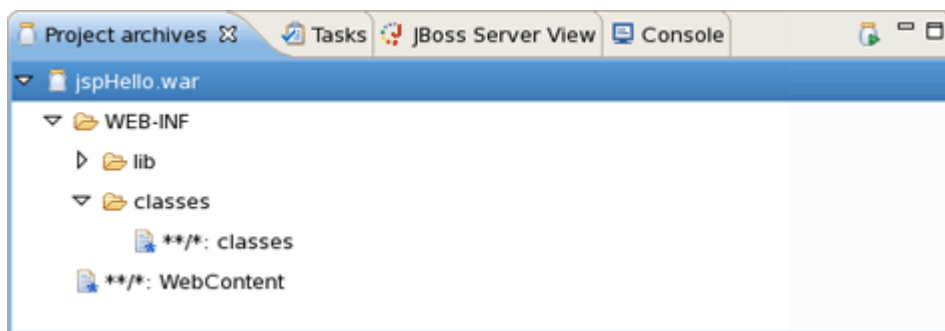 Project archives Tasks JBoss Server View Console
jspHello.war
WEB-INF
lib
classes
**/*: classes
**/*: WebContent